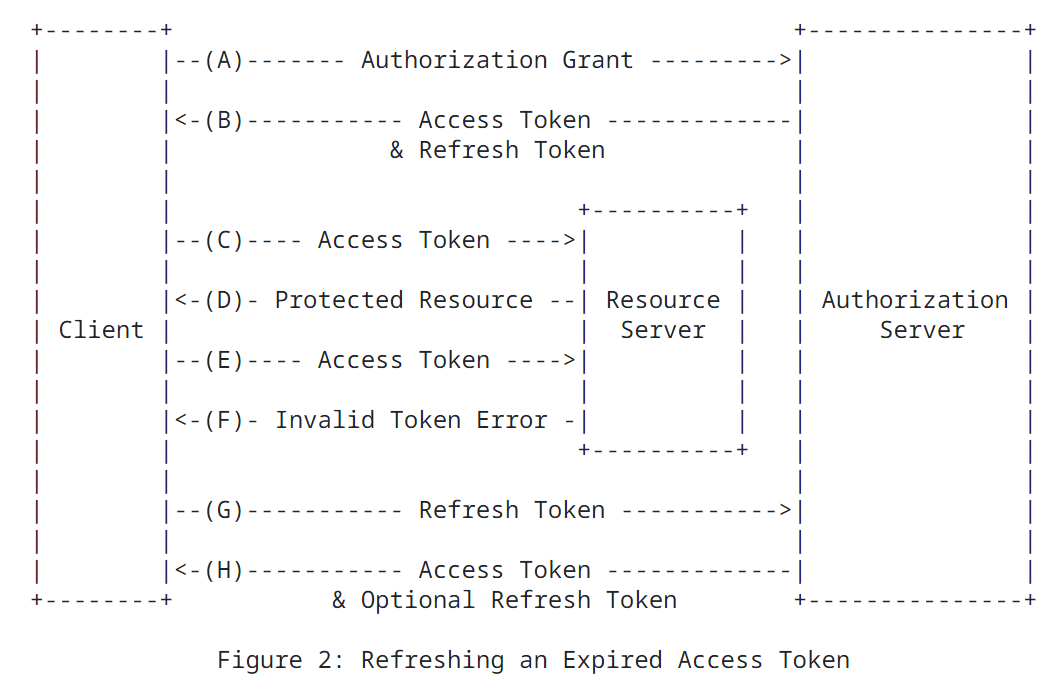 +--------+                                           +---------------+
|        |--(A)------- Authorization Grant --------->|               |
|        |                                           |               |
|        |<-(B)----------- Access Token -------------|               |
|        |               & Refresh Token             |               |
|        |                                           |               |
|        |                            +----------+   |               |
|        |--(C)---- Access Token ---->|          |   |               |
|        |                            |          |   |               |
|        |<-(D)- Protected Resource --| Resource |   | Authorization |
| Client |                            |  Server  |   |     Server    |
|        |--(E)---- Access Token ---->|          |   |               |
|        |                            |          |   |               |
|        |<-(F)- Invalid Token Error -|          |   |               |
|        |                            +----------+   |               |
|        |                                           |               |
|        |--(G)----------- Refresh Token ----------->|               |
|        |                                           |               |
|        |<-(H)----------- Access Token -------------|               |
+--------+           & Optional Refresh Token        +---------------+

             Figure 2: Refreshing an Expired Access Token